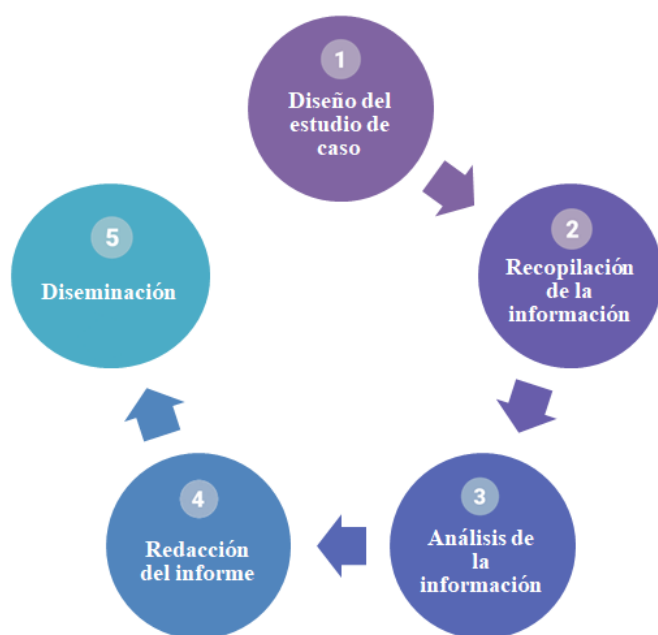 1
Diseño del
estudio de
caso
2
Recopilación
de la
información
3
Análisis de
la
información
4
Redacción
del informe
5
Diseminación